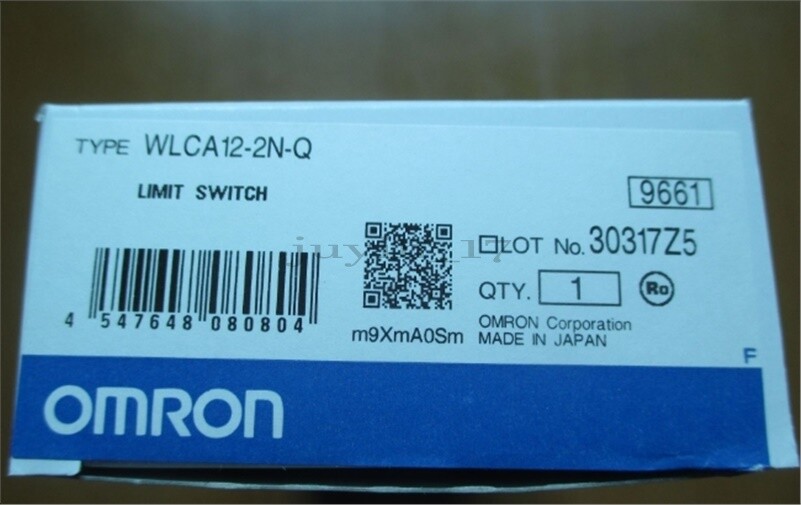 TYPE WLCA12-2N-Q
LIMIT SWITCH
9661
LOT No. 30317Z5
QTY. 1 Ro
4 547648 080804
m9XmA0Sm
OMRON Corporation
MADE IN JAPAN
F
OMRON